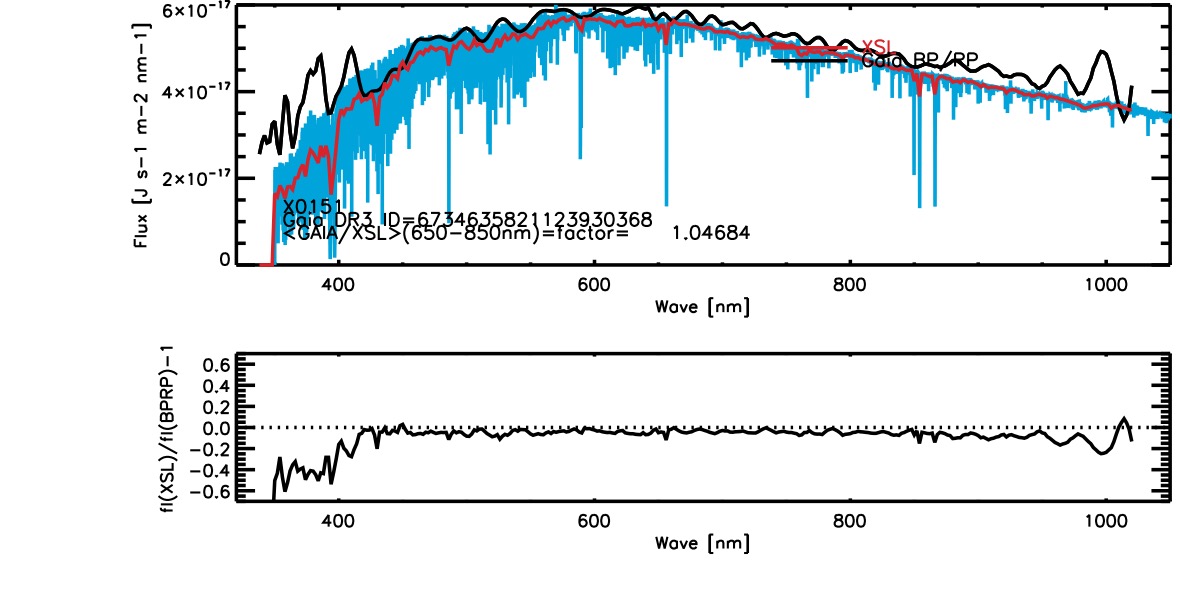 6×10−17
4×10−17
2×10−17
0
Flux [J s−1 m−2 nm−1]
XSL
Gaia BP/RP
X0151
Gaia DR3 ID=6734635821123930368
<GAIA/XSL>(650−850nm)=factor= 1.04684
400 600 800 1000
Wave [nm]
0.6
0.4
0.2
0.0
−0.2
−0.4
−0.6
fl(XSL)/fl(BPRP)−1
400 600 800 1000
Wave [nm]